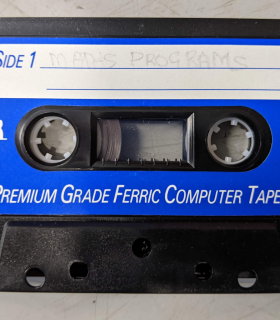 SIDE 1 MATHS PROGRAMS
R
PREMIUM GRADE FERRIC COMPUTER TAPE